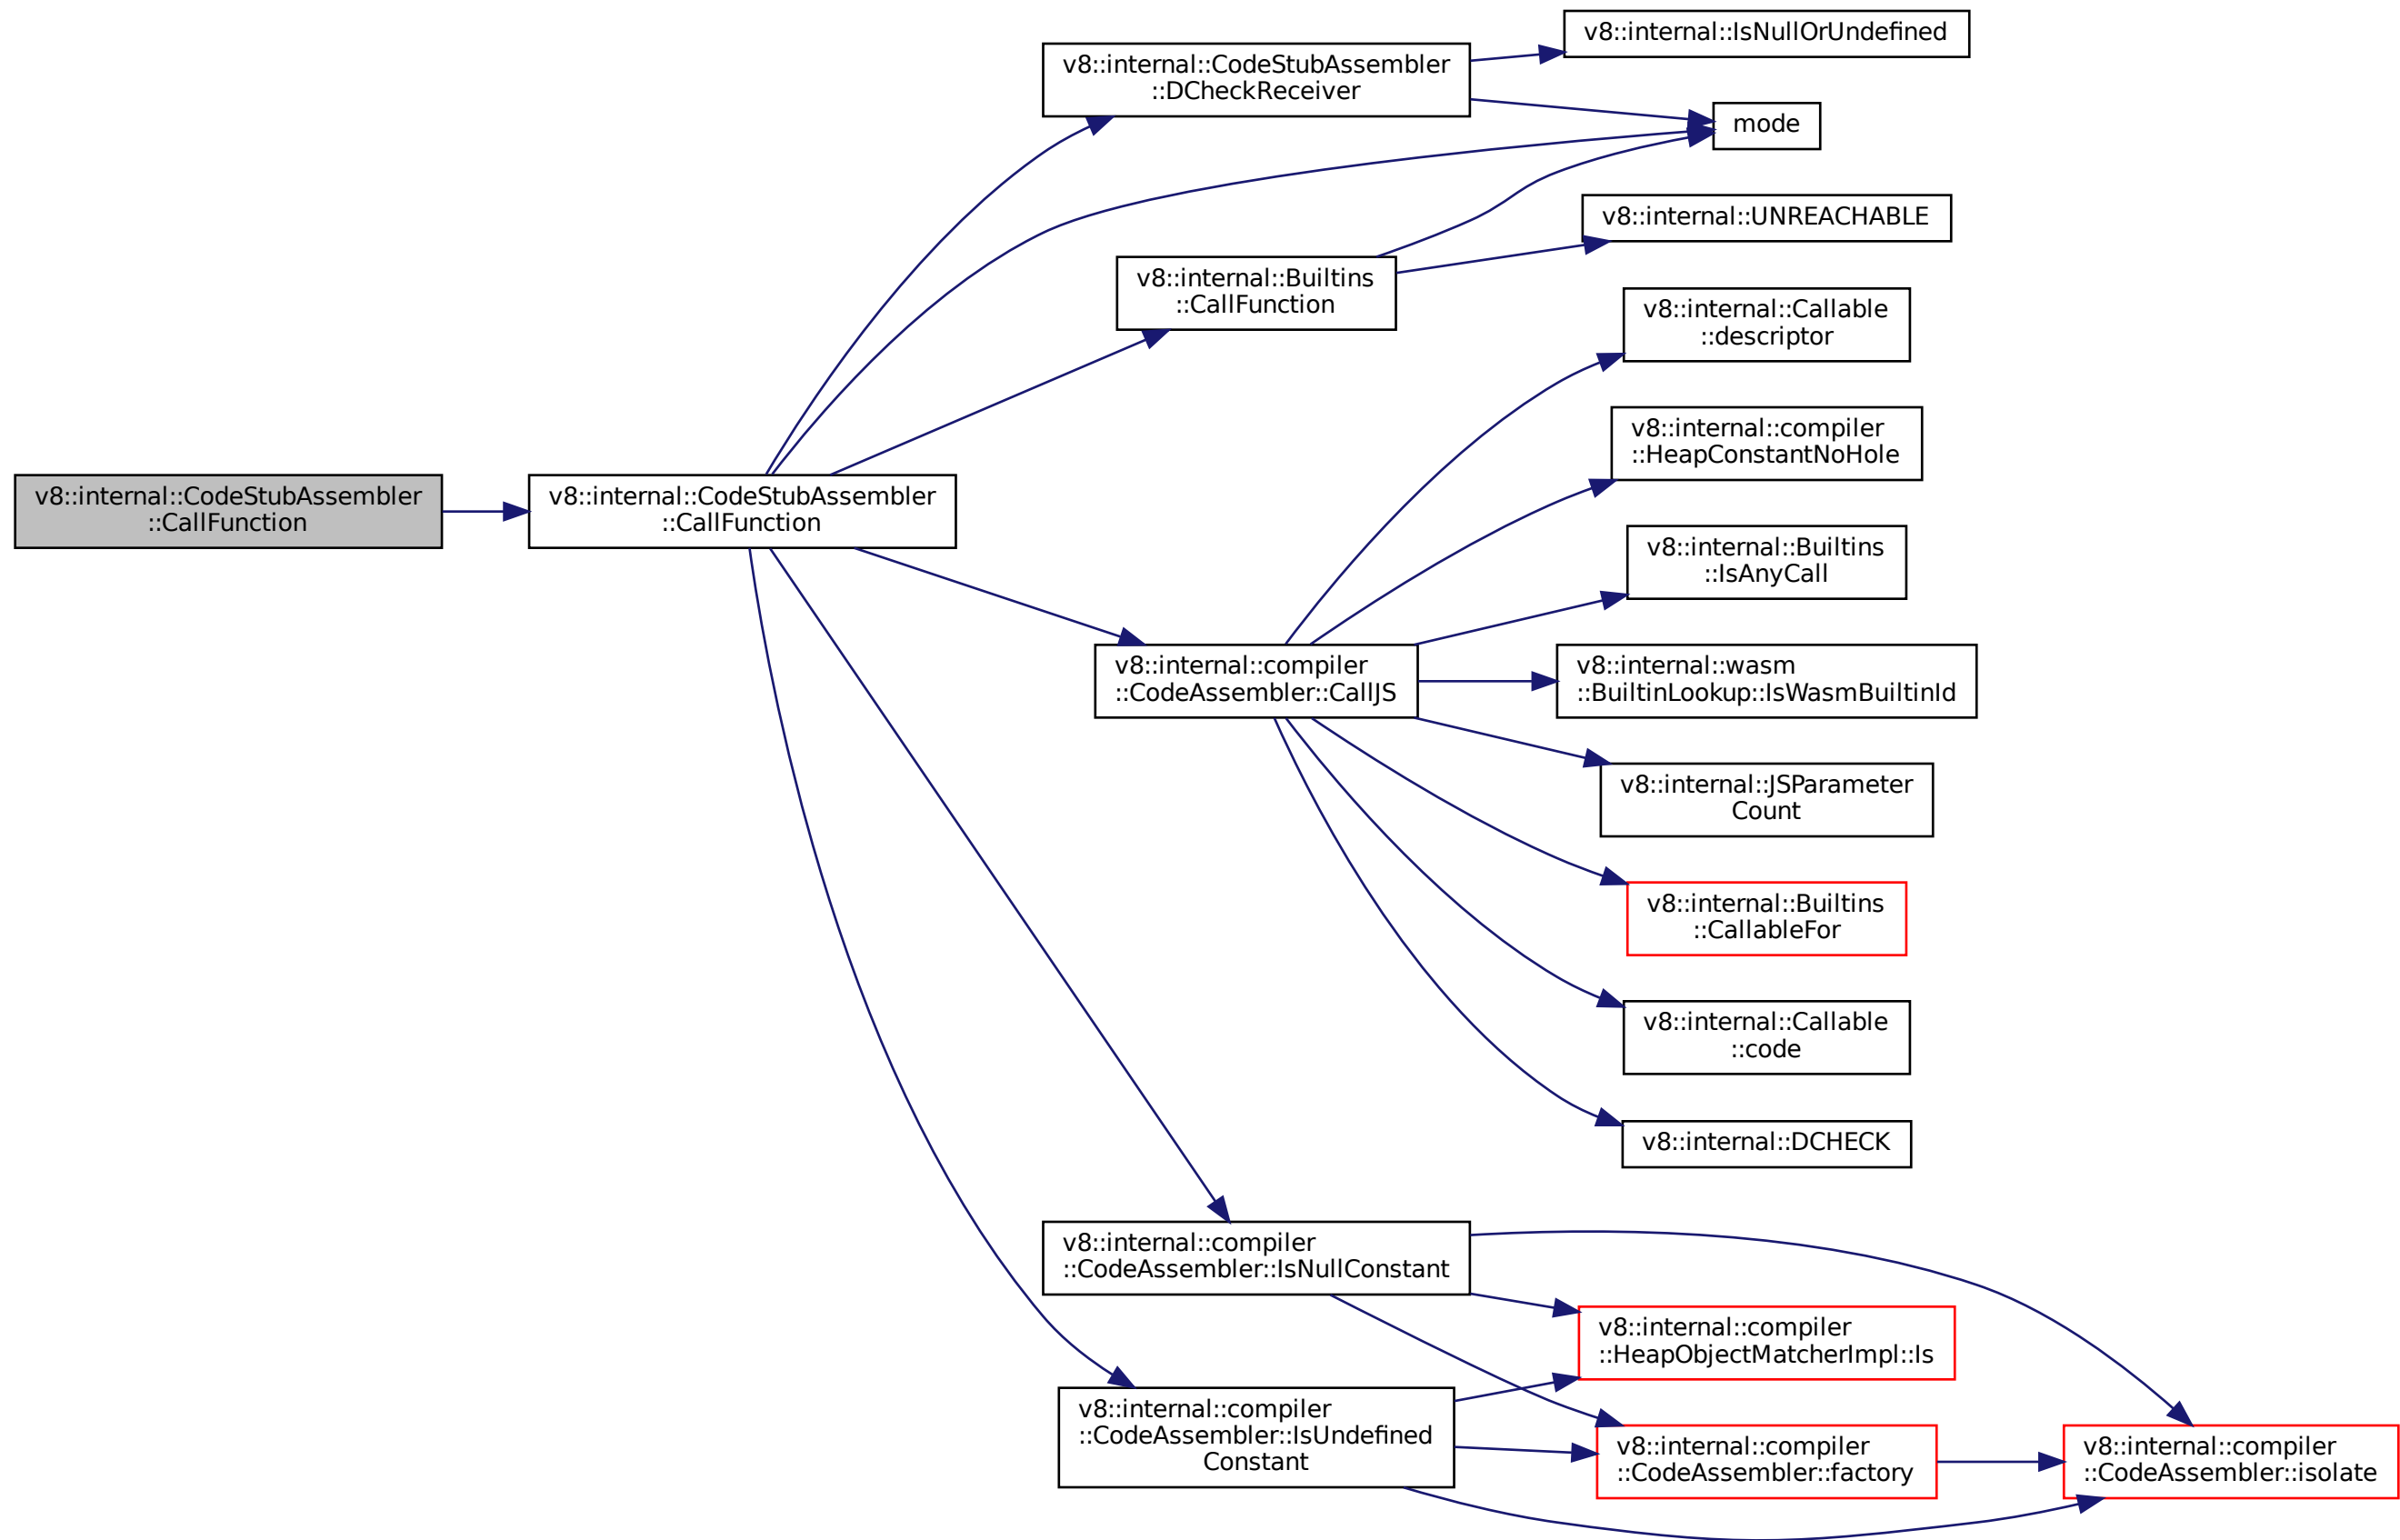 v8::internal::CodeStubAssembler
::CallFunction
v8::internal::CodeStubAssembler
::CallFunction
v8::internal::CodeStubAssembler
::DCheckReceiver
v8::internal::IsNullOrUndefined
mode
v8::internal::Builtins
::CallFunction
v8::internal::UNREACHABLE
v8::internal::compiler
::CodeAssembler::CallJS
v8::internal::Callable
::descriptor
v8::internal::compiler
::HeapConstantNoHole
v8::internal::Builtins
::IsAnyCall
v8::internal::wasm
::BuiltinLookup::IsWasmBuiltinId
v8::internal::JSParameter
Count
v8::internal::Builtins
::CallableFor
v8::internal::Callable
::code
v8::internal::DCHECK
v8::internal::compiler
::CodeAssembler::IsNullConstant
v8::internal::compiler
::HeapObjectMatcherImpl::Is
v8::internal::compiler
::CodeAssembler::IsUndefined
Constant
v8::internal::compiler
::CodeAssembler::factory
v8::internal::compiler
::CodeAssembler::isolate